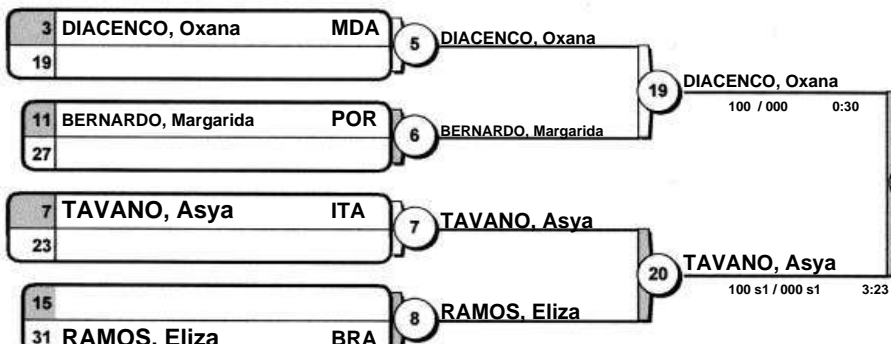 3 DIACENCO, Oxana MDA
19
5
DIACENCO, Oxana
11 BERNARDO, Margarida POR
27
6
BERNARDO, Margarida
19
DIACENCO, Oxana
100 / 000 0:30
7 TAVANO, Asya ITA
23
7
TAVANO, Asya
15
31 RAMOS, Eliza BRA
8
RAMOS, Eliza
20
TAVANO, Asya
100 s1 / 000 s1 3:23